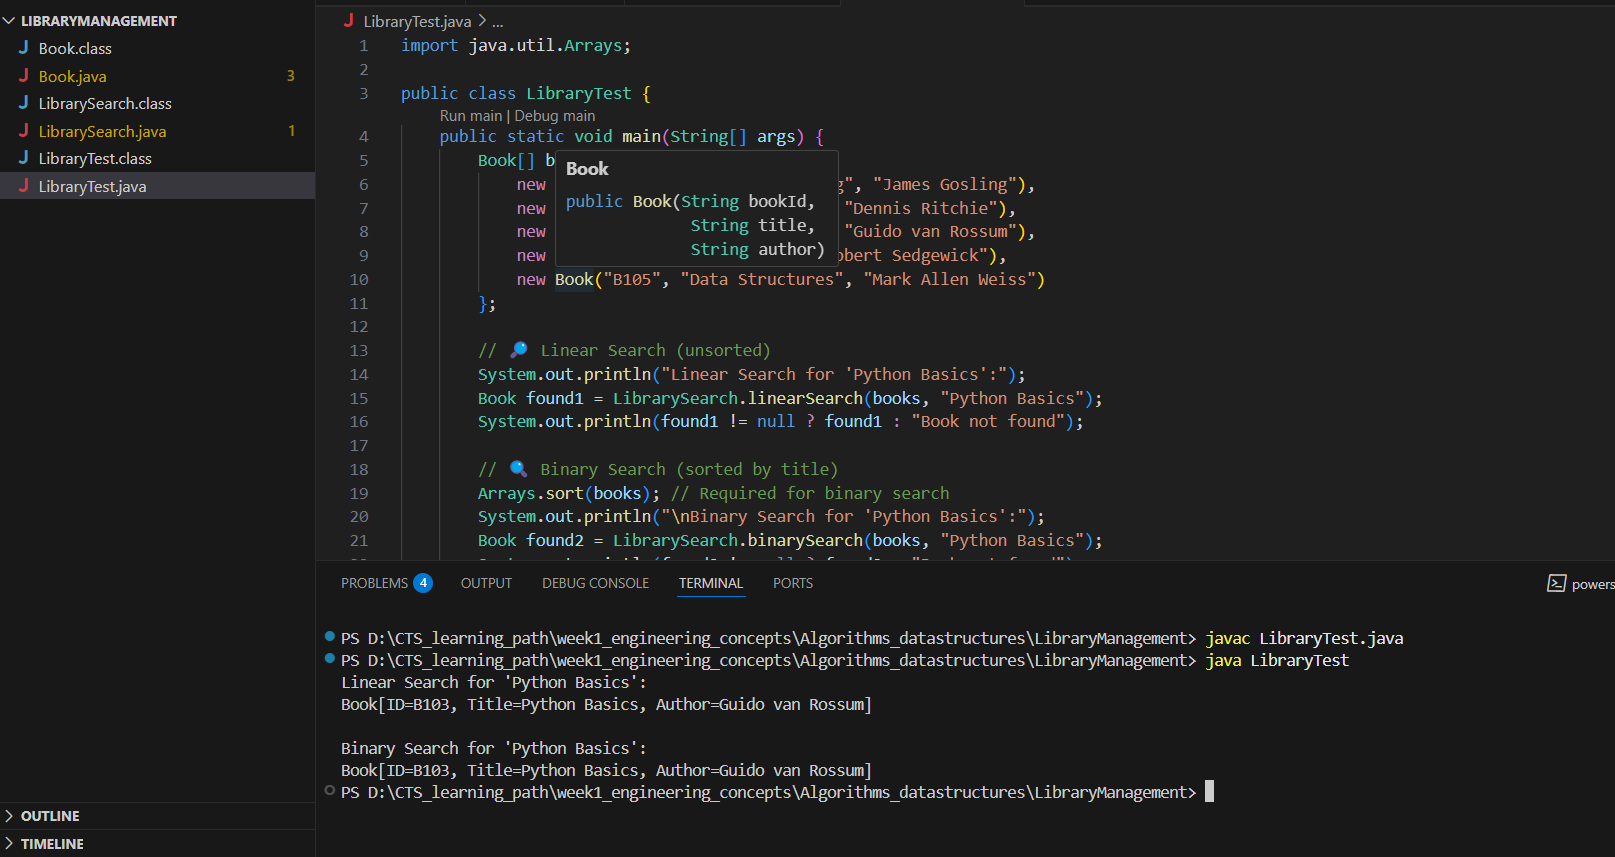 LIBRARYMANAGEMENT
Book.class
Book.java 3
LibrarySearch.class
LibrarySearch.java 1
LibraryTest.class
LibraryTest.java
OUTLINE
TIMELINE
LibraryTest.java > ...
1 import java.util.Arrays;
2
3 public class LibraryTest {
Run main | Debug main
4 public static void main(String[] args) {
5 Book[] b
6 new g", "James Gosling"),
7 new "Dennis Ritchie"),
8 new "Guido van Rossum"),
9 new obert Sedgewick"),
10 new Book("B105", "Data Structures", "Mark Allen Weiss")
11 };
12
13 // 🔎 Linear Search (unsorted)
14 System.out.println("Linear Search for 'Python Basics':");
15 Book found1 = LibrarySearch.linearSearch(books, "Python Basics");
16 System.out.println(found1 != null ? found1 : "Book not found");
17
18 // 🔍 Binary Search (sorted by title)
19 Arrays.sort(books); // Required for binary search
20 System.out.println("\nBinary Search for 'Python Basics':");
21 Book found2 = LibrarySearch.binarySearch(books, "Python Basics");
Book
public Book(String bookId,
String title,
String author)
PROBLEMS 4 OUTPUT DEBUG CONSOLE TERMINAL PORTS powers
PS D:\CTS_learning_path\week1_engineering_concepts\Algorithms_datastructures\LibraryManagement> javac LibraryTest.java
PS D:\CTS_learning_path\week1_engineering_concepts\Algorithms_datastructures\LibraryManagement> java LibraryTest
Linear Search for 'Python Basics':
Book[ID=B103, Title=Python Basics, Author=Guido van Rossum]
Binary Search for 'Python Basics':
Book[ID=B103, Title=Python Basics, Author=Guido van Rossum]
PS D:\CTS_learning_path\week1_engineering_concepts\Algorithms_datastructures\LibraryManagement>